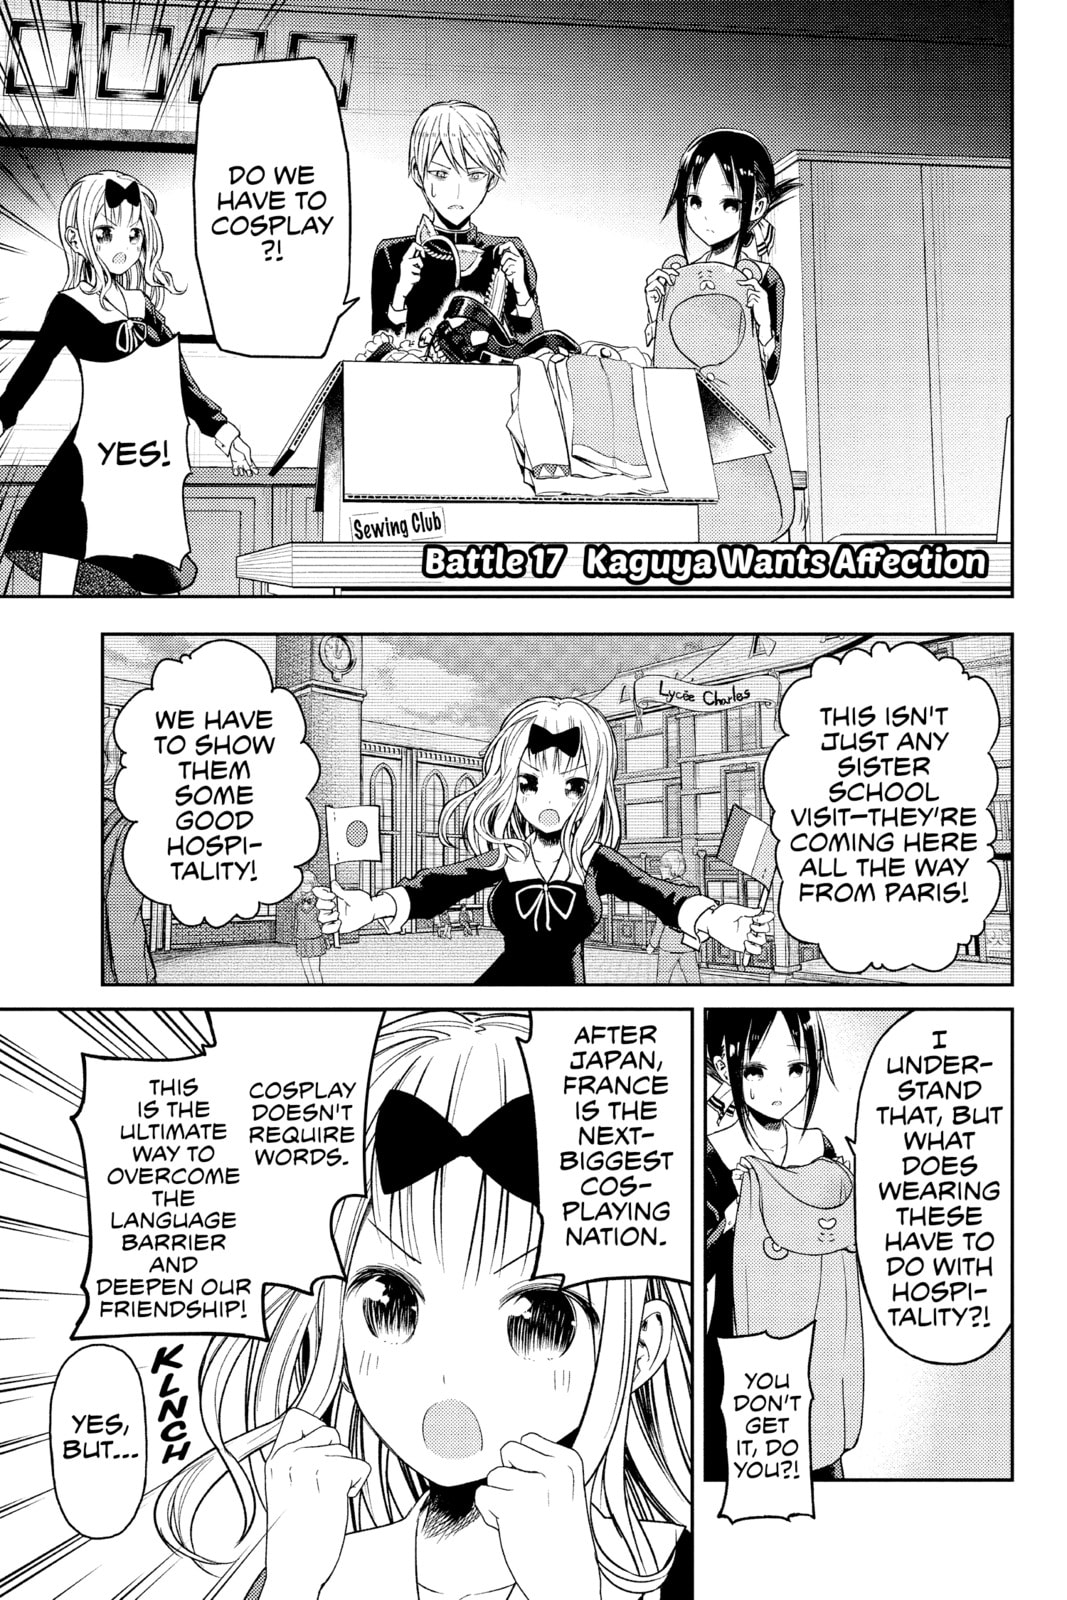 DO WE
HAVE TO
COSPLAY
?!
YES!
Sewing Club
Battle 17 Kaguya Wants Affection
THIS ISN'T
JUST ANY
SISTER
SCHOOL
VISIT—THEY'RE
COMING HERE
ALL THE WAY
FROM PARIS!
Lycée Charles
WE HAVE
TO SHOW
THEM
SOME
GOOD
HOSPI-
TALITY!
I
UNDER-
STAND
THAT, BUT
WHAT
DOES
WEARING
THESE
HAVE TO
DO WITH
HOSPI-
TALITY?!
YOU
DON'T
GET
IT, DO
YOU?!
AFTER
JAPAN,
FRANCE
IS THE
NEXT-
BIGGEST
COS-
PLAYING
NATION.
COSPLAY
DOESN'T
REQUIRE
WORDS.
THIS
IS THE
ULTIMATE
WAY TO
OVERCOME
THE
LANGUAGE
BARRIER
AND
DEEPEN OUR
FRIENDSHIP!
KLNCH
YES,
BUT...